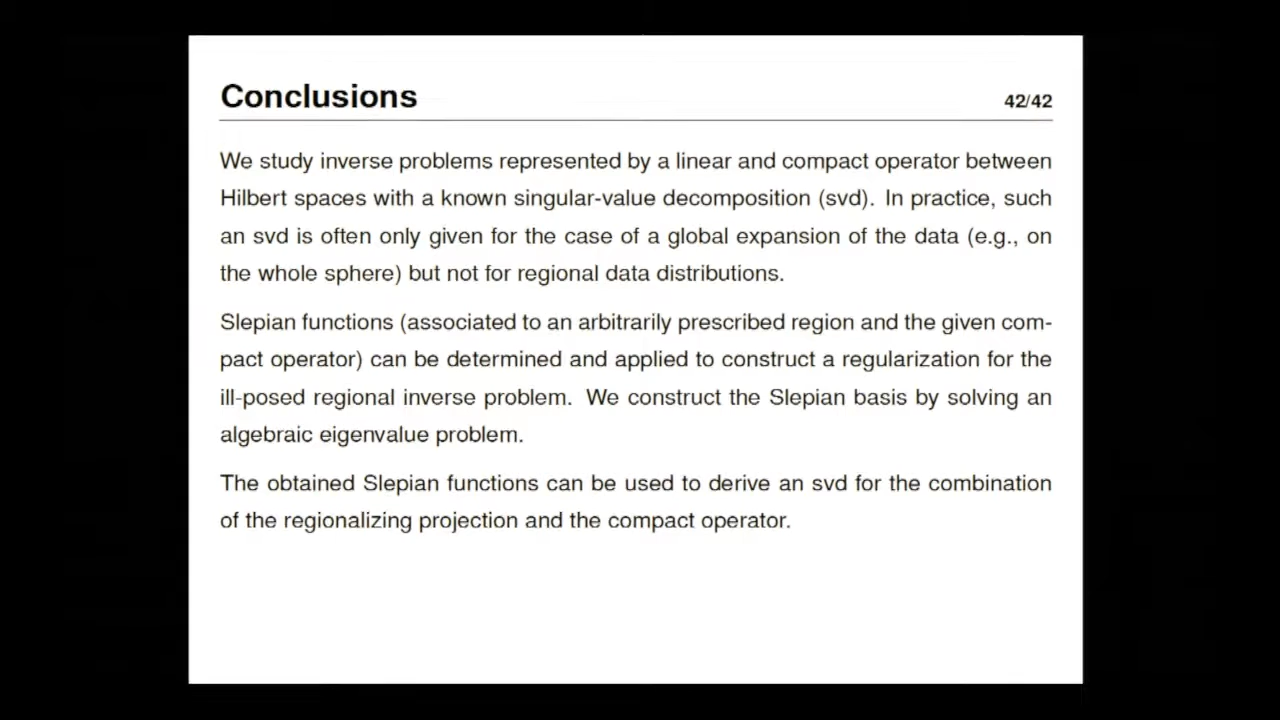 Conclusions
42/42
We study inverse problems represented by a linear and compact operator between
Hilbert spaces with a known singular-value decomposition (svd). In practice, such
an svd is often only given for the case of a global expansion of the data (e.g., on
the whole sphere) but not for regional data distributions.
Slepian functions (associated to an arbitrarily prescribed region and the given com-
pact operator) can be determined and applied to construct a regularization for the
ill-posed regional inverse problem. We construct the Slepian basis by solving an
algebraic eigenvalue problem.
The obtained Slepian functions can be used to derive an svd for the combination
of the regionalizing projection and the compact operator.